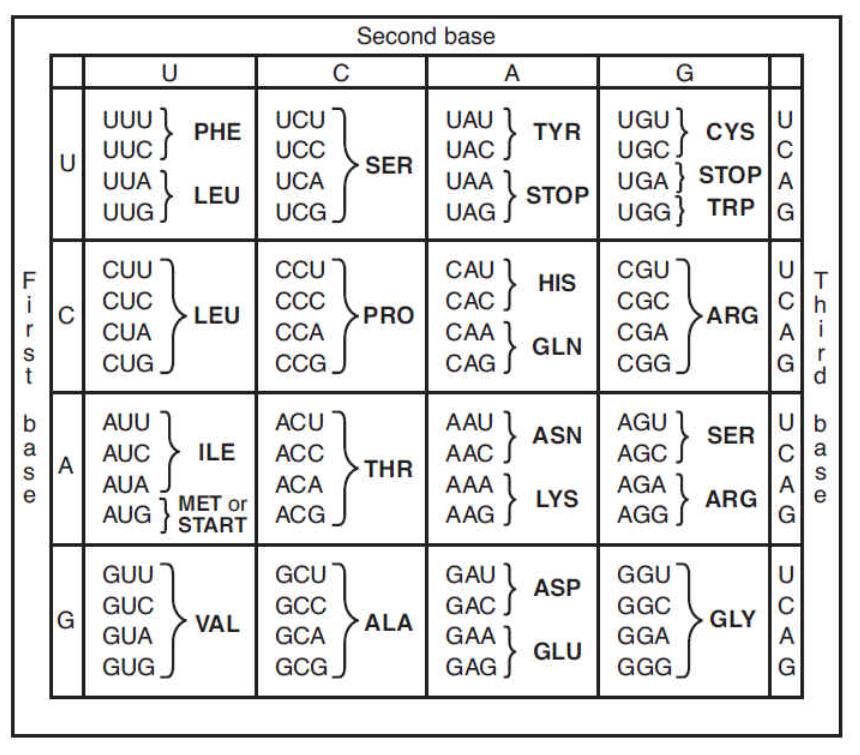 Second base
U C A G
First base
Third base
U
UUU
UUC
PHE
UUA
UUG
LEU
UCU
UCC
UCA
UCG
SER
UAU
UAC
TYR
UAA
UAG
STOP
UGU
UGC
CYS
UGA
STOP
UGG
TRP
U
C
A
G
C
CUU
CUC
CUA
CUG
LEU
CCU
CCC
CCA
CCG
PRO
CAU
CAC
HIS
CAA
CAG
GLN
CGU
CGC
CGA
CGG
ARG
U
C
A
G
A
AUU
AUC
AUA
ILE
AUG
MET or
START
ACU
ACC
ACA
ACG
THR
AAU
AAC
ASN
AAA
AAG
LYS
AGU
AGC
SER
AGA
AGG
ARG
U
C
A
G
G
GUU
GUC
GUA
GUG
VAL
GCU
GCC
GCA
GCG
ALA
GAU
GAC
ASP
GAA
GAG
GLU
GGU
GGC
GGA
GGG
GLY
U
C
A
G